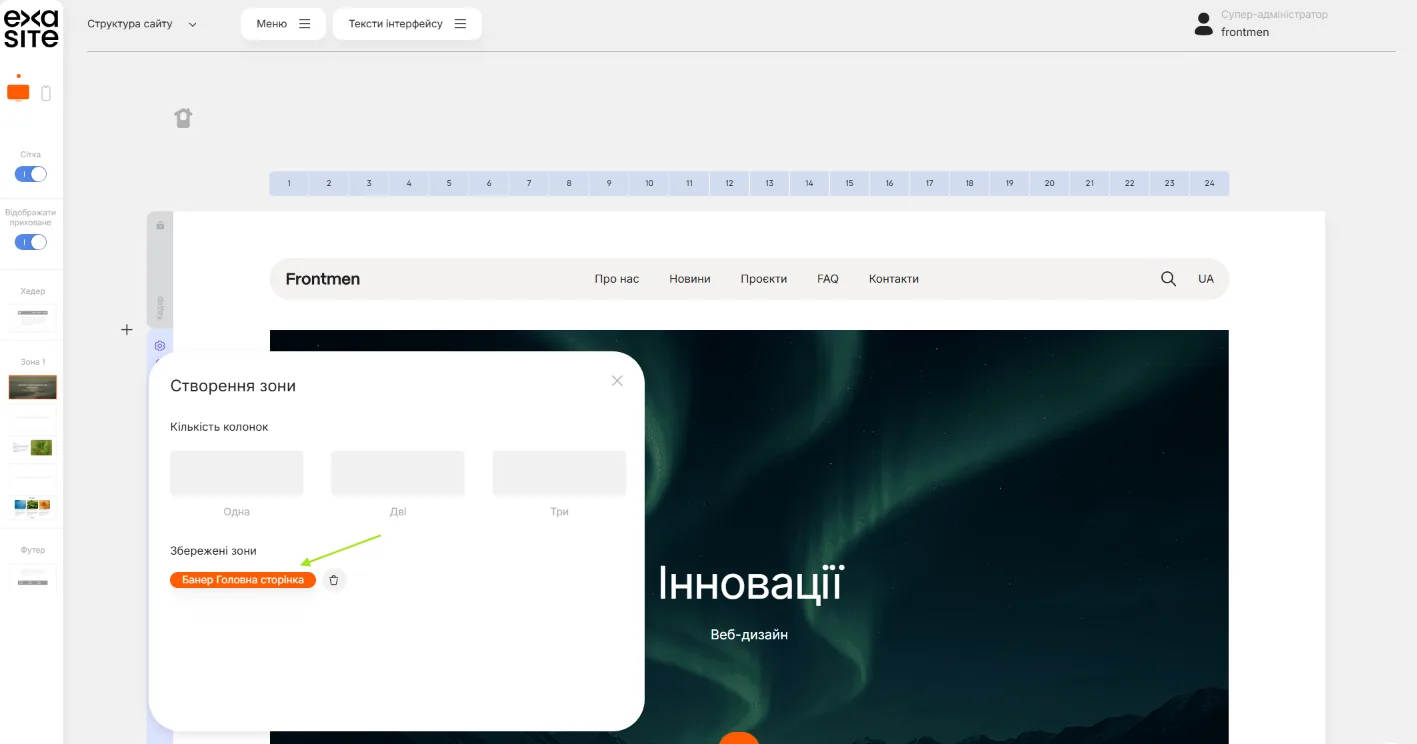 exa
site
Структура сайту
Меню
Тексти інтерфейсу
Супер-адміністратор
frontmen
Сітка
Відображати
приховане
Хедер
Зона 1
Футер
1 2 3 4 5 6 7 8 9 10 11 12 13 14 15 16 17 18 19 20 21 22 23 24
Хедер
Frontmen
Про нас
Новини
Проєкти
FAQ
Контакти
UA
Створення зони
Кількість колонок
Одна
Дві
Три
Збережені зони
Банер Головна сторінка
Інновації
Веб-дизайн